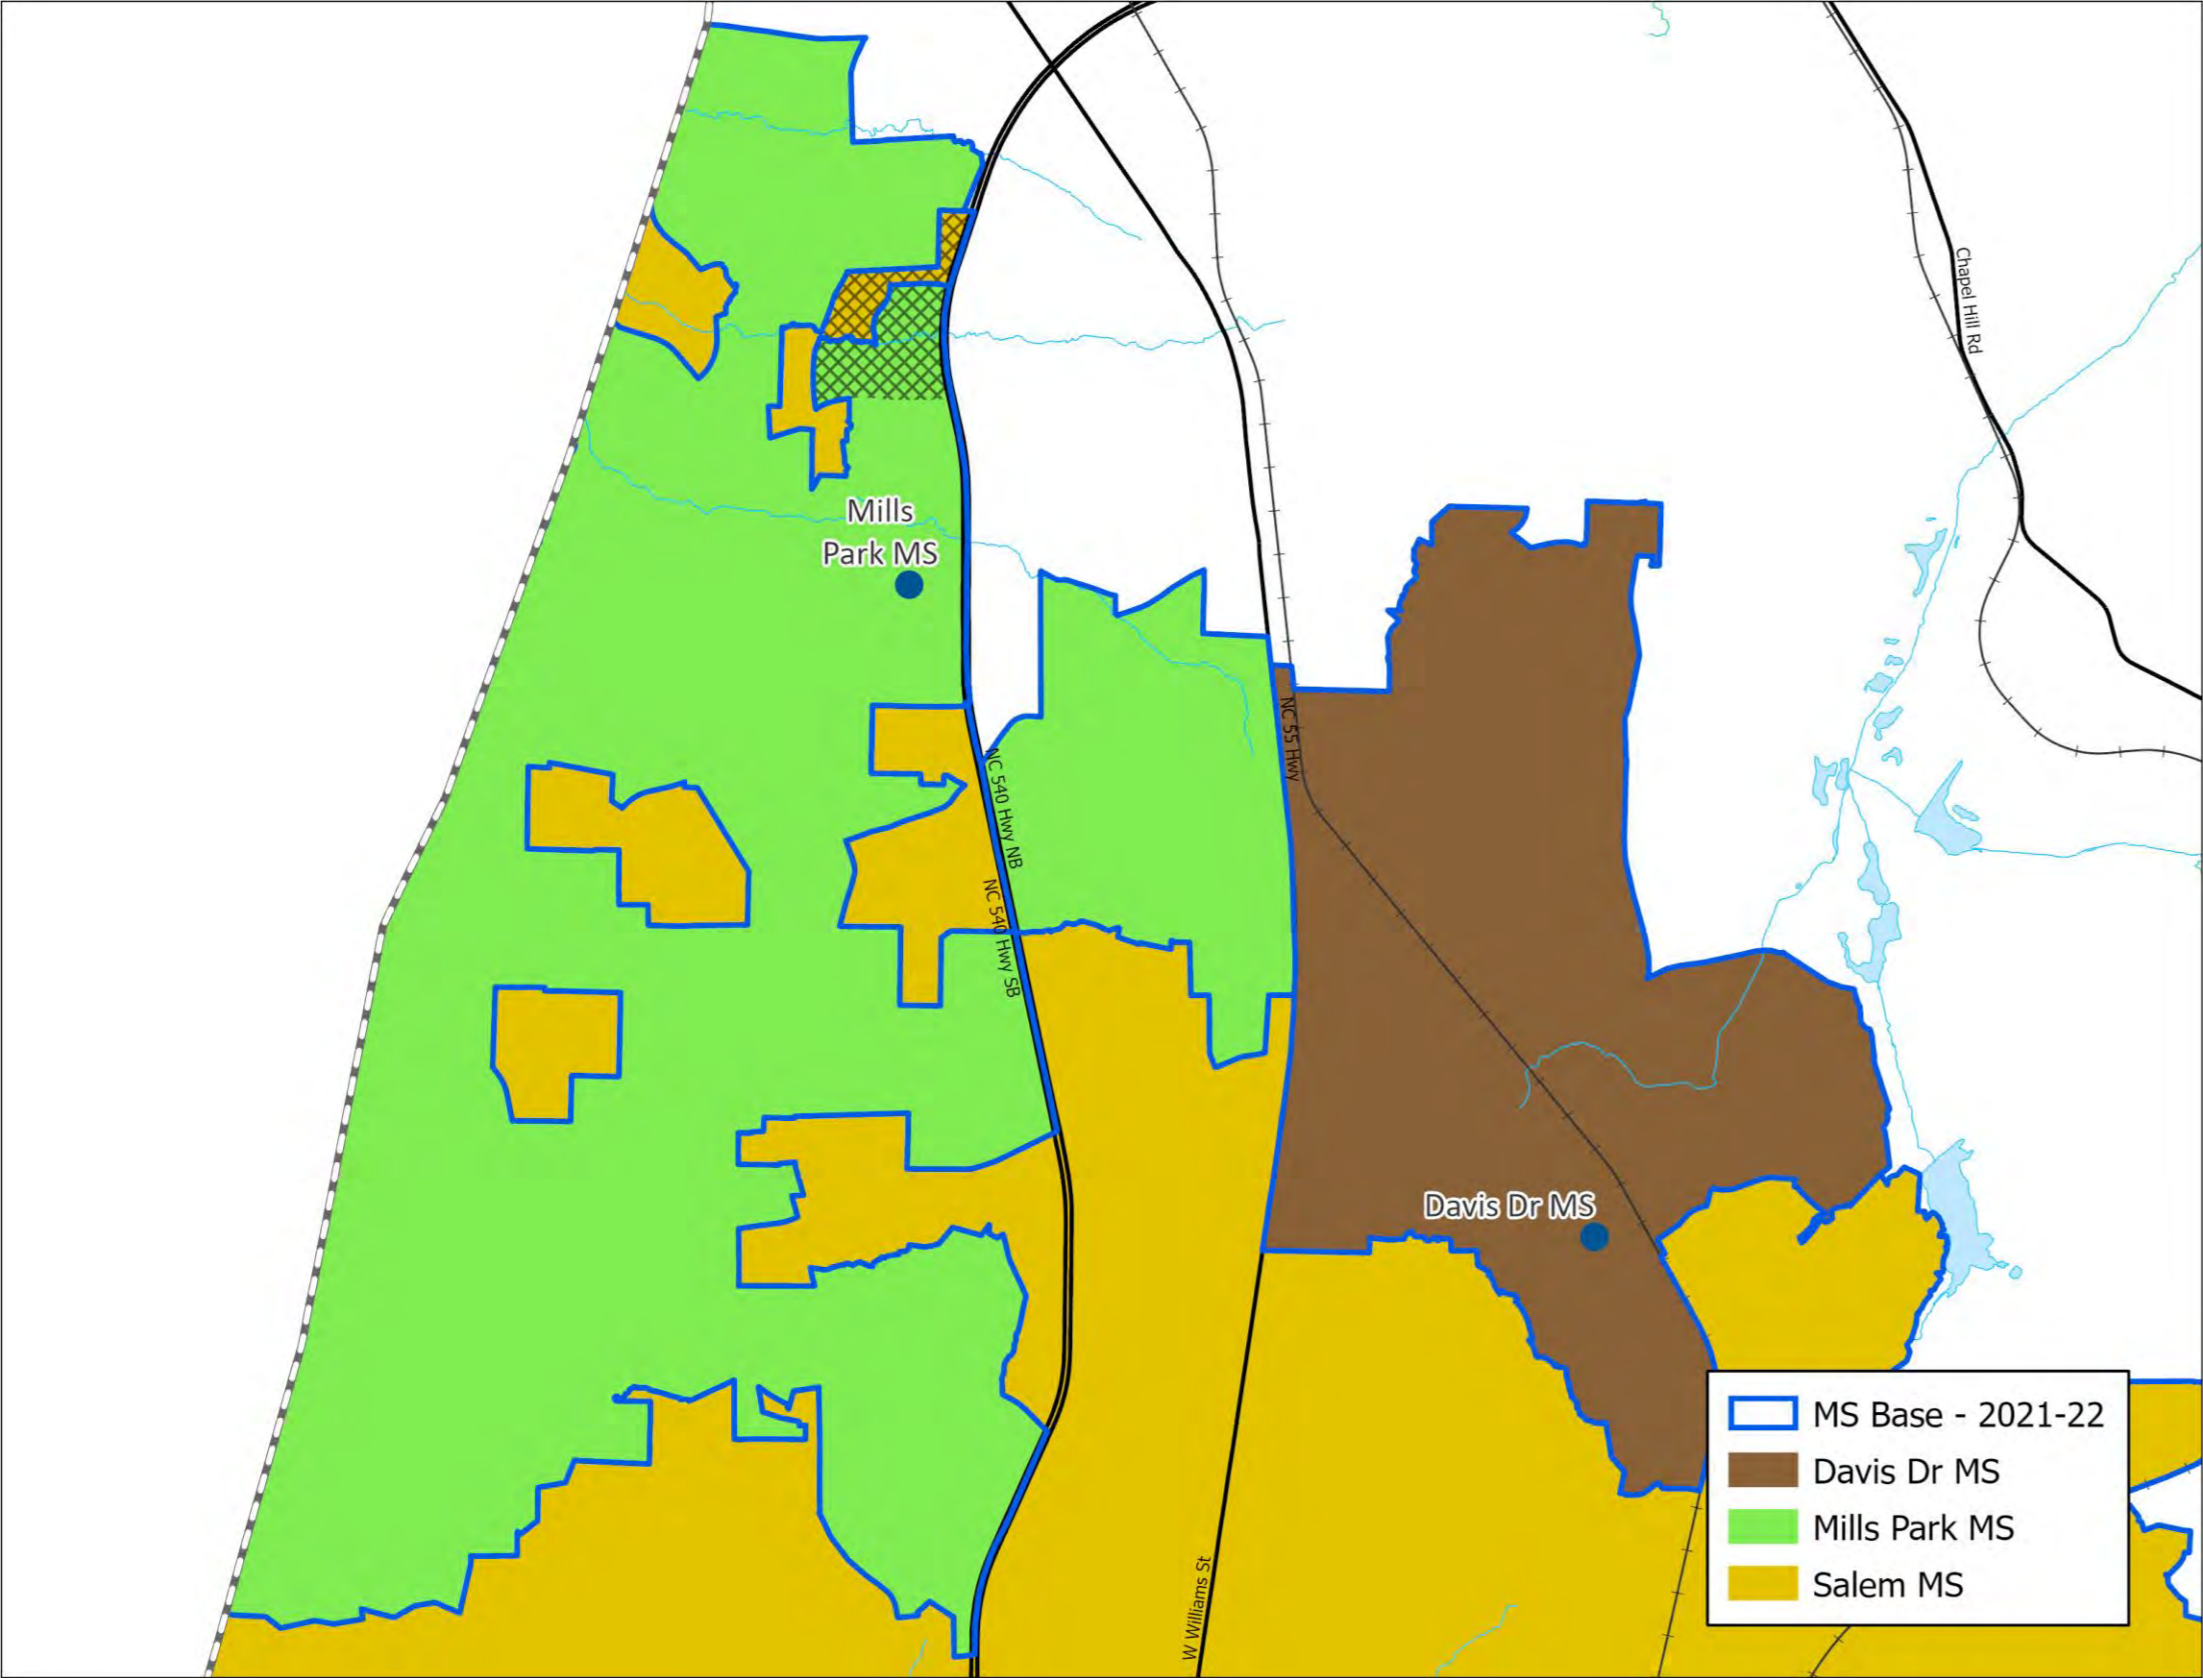 Chapel Hill Rd
Mills
Park MS
NC 55 Hwy
NC 540 Hwy NB
NC 540 Hwy SB
Davis Dr MS
W Williams St
MS Base - 2021-22
Davis Dr MS
Mills Park MS
Salem MS